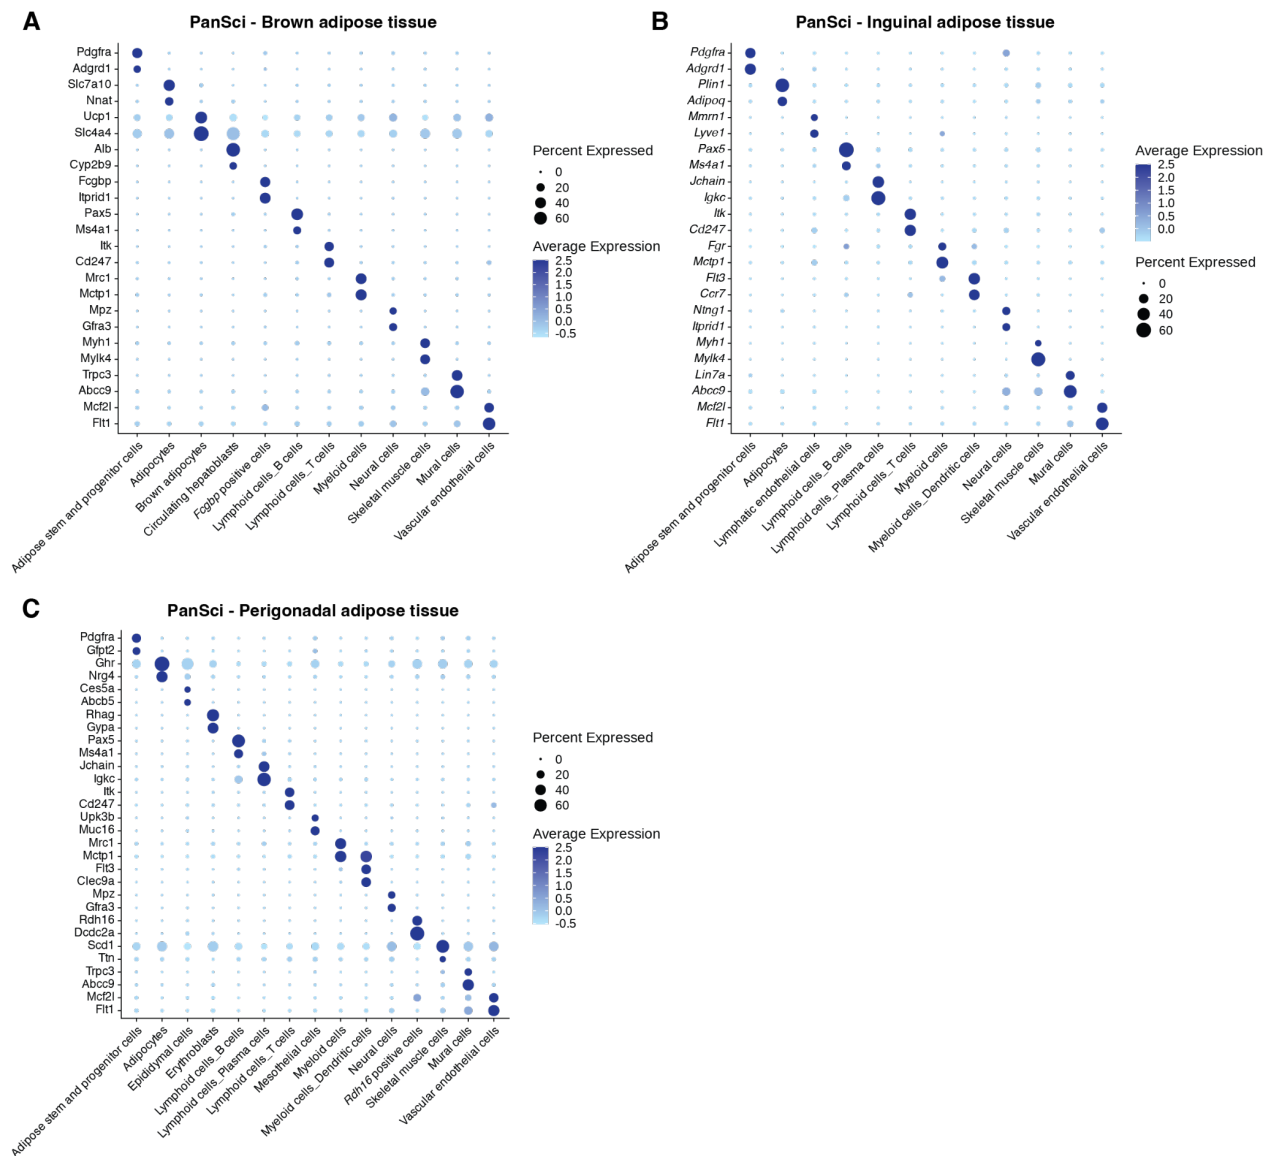 A
PanSci - Brown adipose tissue
Pdgfra
Adgrd1
Slc7a10
Nnat
Ucp1
Slc4a4
Alb
Cyp2b9
Fcgbp
Itprid1
Pax5
Ms4a1
Itk
Cd247
Mrc1
Mctp1
Mpz
Gfra3
Myh1
Mylk4
Trpc3
Abcc9
Mcf2l
Flt1
Adipose stem and progenitor cells
Adipocytes
Brown adipocytes
Circulating hepatoblasts
Fcgbp positive cells
Lymphoid cells_B cells
Lymphoid cells_T cells
Myeloid cells
Neural cells
Skeletal muscle cells
Mural cells
Vascular endothelial cells
Percent Expressed
0
20
40
60
Average Expression
2.5
2.0
1.5
1.0
0.5
0.0
-0.5
B
PanSci - Inguinal adipose tissue
Pdgfra
Adgrd1
Plin1
Adipoq
Mmrn1
Lyve1
Pax5
Ms4a1
Jchain
Igkc
Itk
Cd247
Fgr
Mctp1
Flt3
Ccr7
Ntng1
Itprid1
Myh1
Mylk4
Lin7a
Abcc9
Mcf2l
Flt1
Adipose stem and progenitor cells
Adipocytes
Lymphatic endothelial cells
Lymphoid cells_B cells
Lymphoid cells_Plasma cells
Lymphoid cells_T cells
Myeloid cells
Myeloid cells_Dendritic cells
Neural cells
Skeletal muscle cells
Mural cells
Vascular endothelial cells
Average Expression
2.5
2.0
1.5
1.0
0.5
0.0
Percent Expressed
0
20
40
60
C
PanSci - Perigonadal adipose tissue
Pdgfra
Gfpt2
Ghr
Nrg4
Ces5a
Abcb5
Rhag
Gypa
Pax5
Ms4a1
Jchain
Igkc
Itk
Cd247
Upk3b
Muc16
Mrc1
Mctp1
Flt3
Clec9a
Mpz
Gfra3
Rdh16
Dcdc2a
Scd1
Ttn
Trpc3
Abcc9
Mcf2l
Flt1
Adipose stem and progenitor cells
Adipocytes
Epididymal cells
Erythroblasts
Lymphoid cells_B cells
Lymphoid cells_Plasma cells
Lymphoid cells_T cells
Mesothelial cells
Myeloid cells
Myeloid cells_Dendritic cells
Neural cells
Rdh16 positive cells
Skeletal muscle cells
Mural cells
Vascular endothelial cells
Percent Expressed
0
20
40
60
Average Expression
2.5
2.0
1.5
1.0
0.5
0.0
-0.5